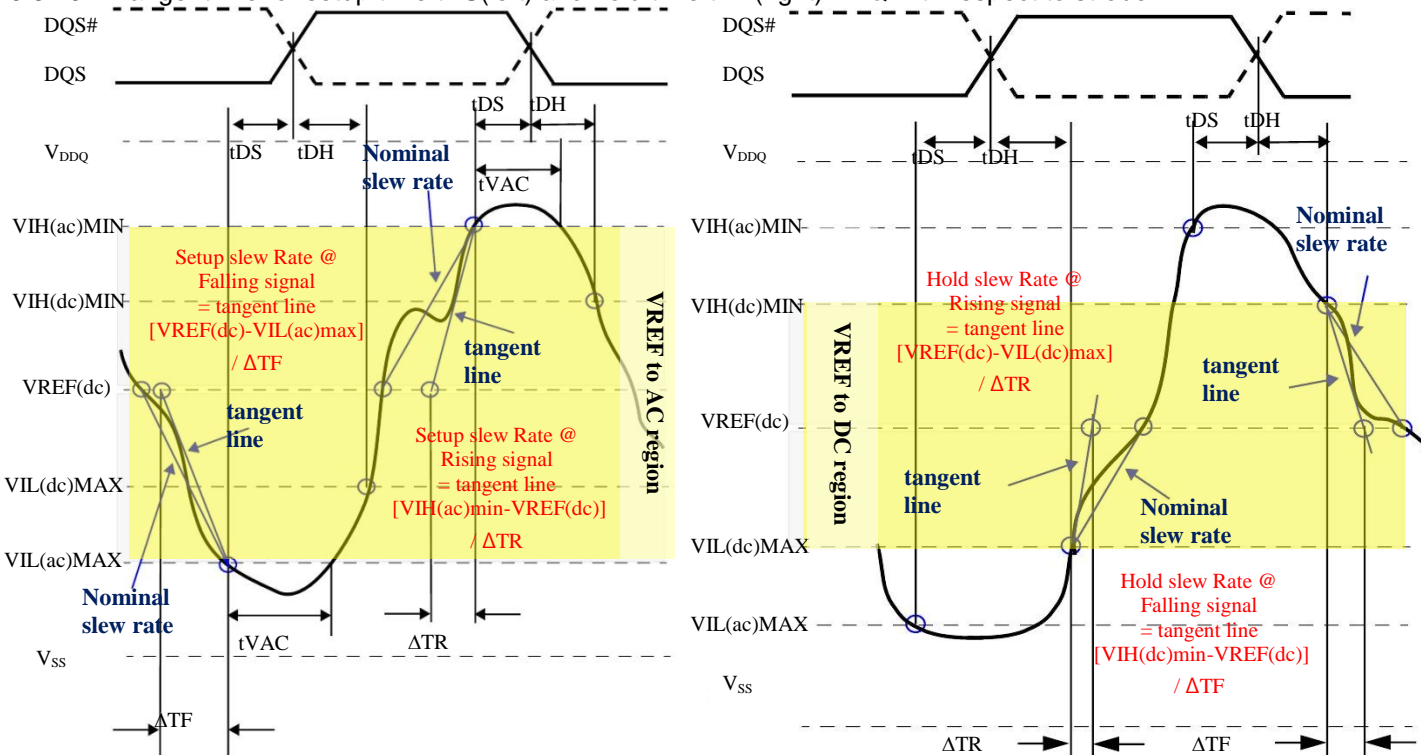 DQS#
DQS
tDS
tDH
tDS
tDH
VDDQ
Nominal
slew rate
tVAC
VIH(ac)MIN
Setup slew Rate @
Falling signal
= tangent line
[VREF(dc)-VIL(ac)max]
/ ΔTF
VIH(dc)MIN
tangent
line
VREF(dc)
tangent
line
Setup slew Rate @
Rising signal
= tangent line
[VIH(ac)min-VREF(dc)]
/ ΔTR
VREF to AC region
VIL(dc)MAX
VIL(ac)MAX
Nominal
slew rate
tVAC
ΔTR
VSS
ΔTF
DQS#
DQS
tDS
tDH
tDS
tDH
VDDQ
VIH(ac)MIN
Nominal
slew rate
Hold slew Rate @
Rising signal
= tangent line
[VREF(dc)-VIL(dc)max]
/ ΔTR
VIH(dc)MIN
VREF to DC region
tangent
line
VREF(dc)
tangent
line
Nominal
slew rate
VIL(dc)MAX
Hold slew Rate @
Falling signal
= tangent line
[VIH(dc)min-VREF(dc)]
/ ΔTF
VIL(ac)MAX
VSS
ΔTR
ΔTF